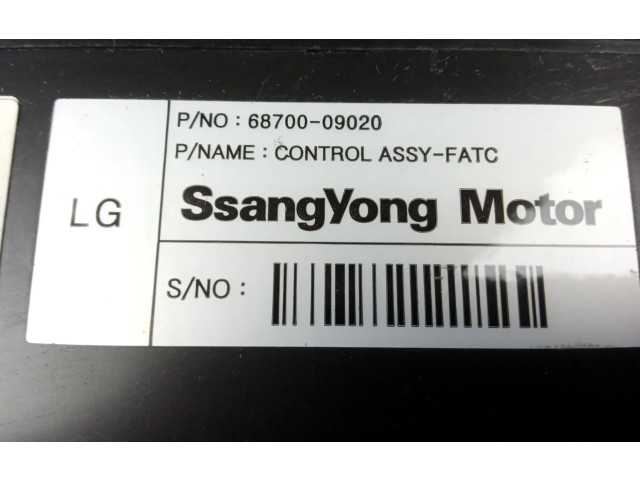 P/NO : 68700-09020
P/NAME : CONTROL ASSY-FATC
LG
SsangYong Motor
S/NO :